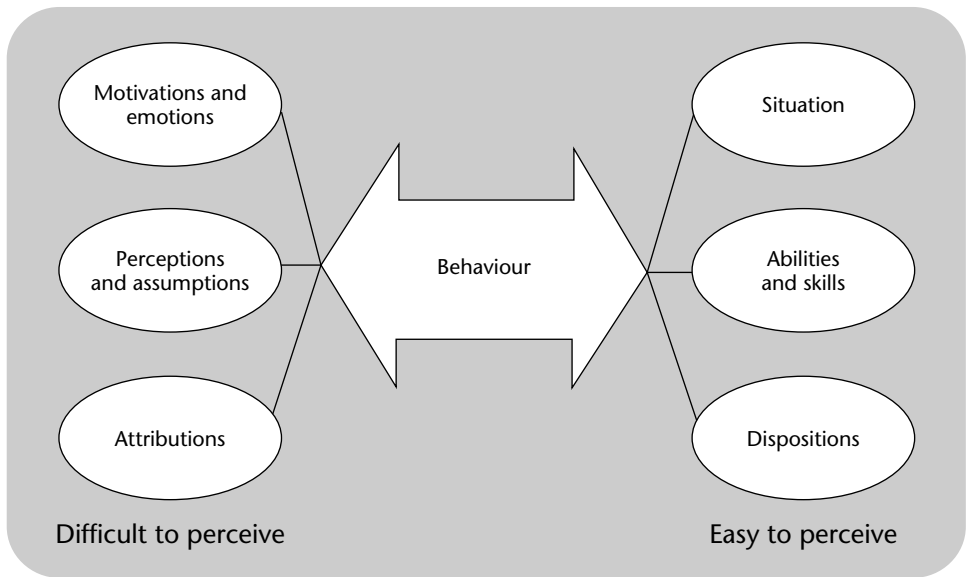 Motivations and
emotions
Situation
Perceptions
and assumptions
Behaviour
Abilities
and skills
Attributions
Dispositions
Difficult to perceive
Easy to perceive